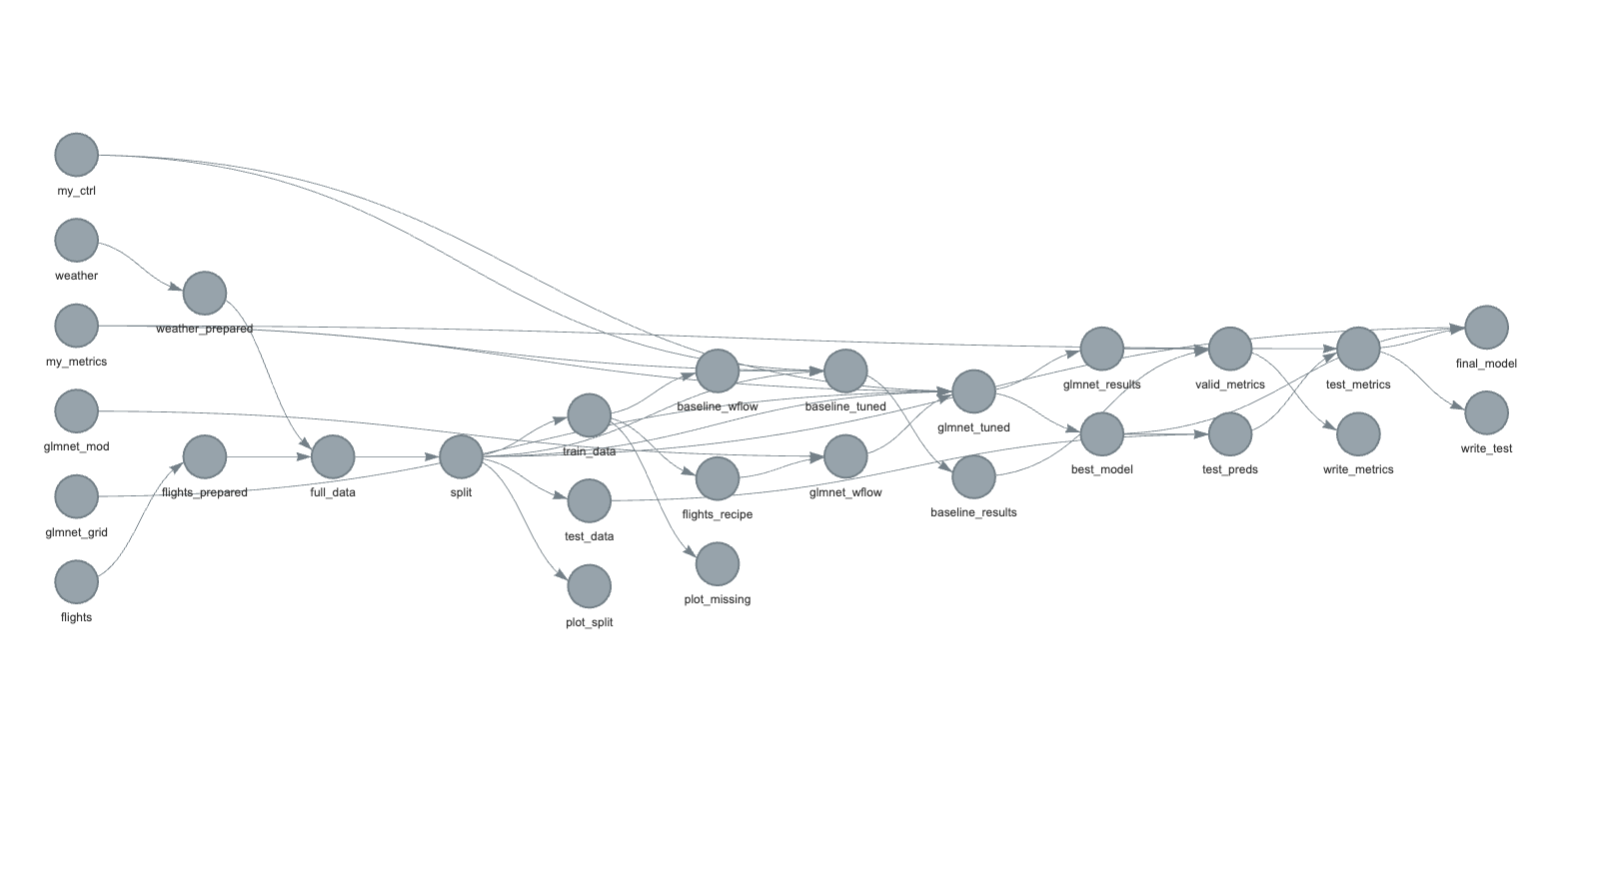 my_ctrl
weather
weather_prepared
my_metrics
glmnet_mod
glmnet_grid
flights_prepared
flights
full_data
split
train_data
test_data
plot_split
baseline_wflow
flights_recipe
plot_missing
baseline_tuned
glmnet_wflow
glmnet_tuned
baseline_results
glmnet_results
best_model
valid_metrics
test_preds
test_metrics
write_metrics
final_model
write_test